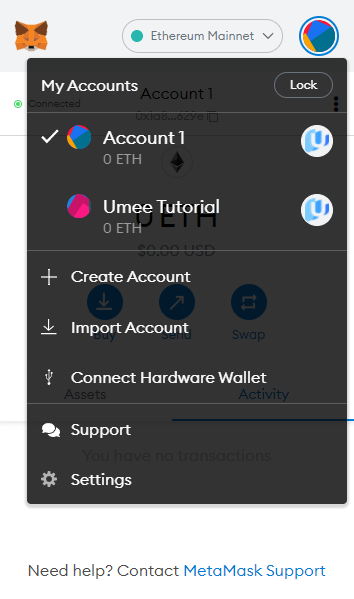 Ethereum Mainnet
My Accounts
Lock
Connected
Account 1
Account 1
0 ETH
Umee Tutorial
0 ETH
0 ETH
$0.00 USD
Create Account
Buy
Send
Swap
Import Account
Connect Hardware Wallet
Assets
Activity
Support
You have no transactions
Settings
Need help? Contact MetaMask Support